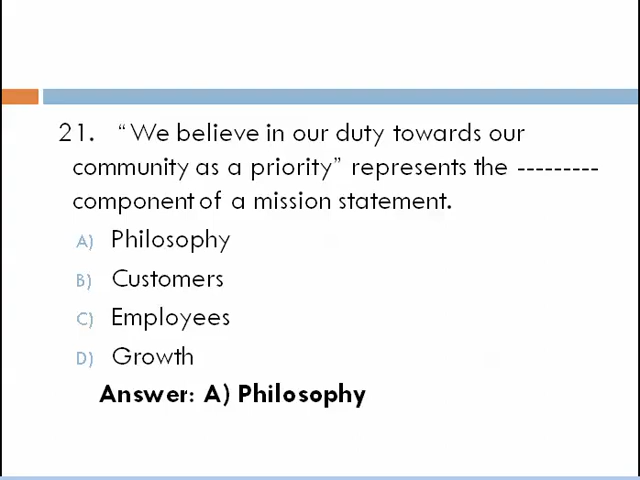 21. “We believe in our duty towards our
community as a priority” represents the ---------
component of a mission statement.
A) Philosophy
B) Customers
C) Employees
D) Growth
Answer: A) Philosophy